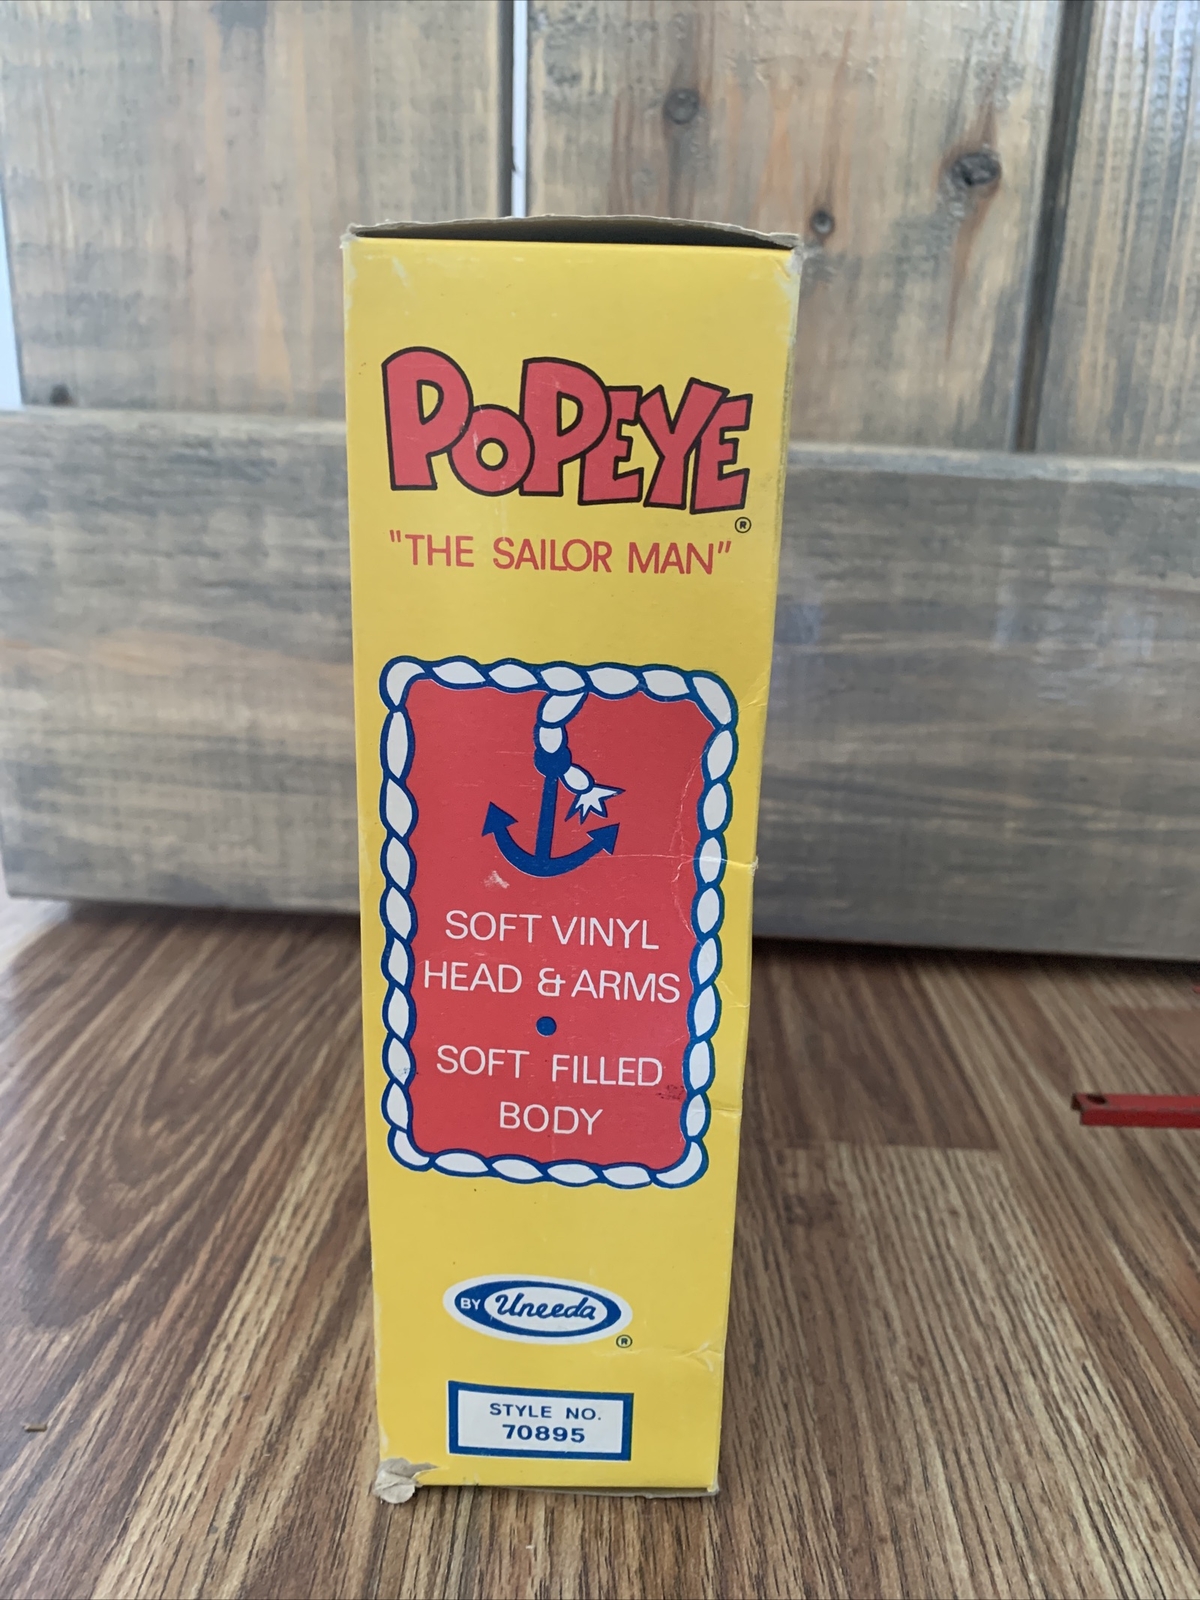 POPEYE
®
"THE SAILOR MAN"
SOFT VINYL
HEAD & ARMS
•
SOFT FILLED
BODY
BY Uneeda
®
STYLE NO.
70895